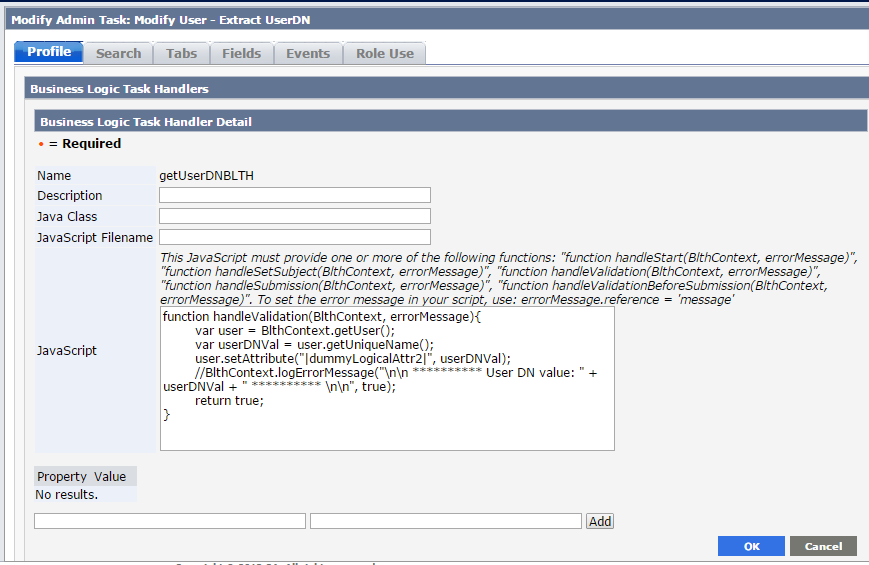 Modify Admin Task: Modify User - Extract UserDN
Profile Search Tabs Fields Events Role Use
Business Logic Task Handlers
Business Logic Task Handler Detail
• = Required
Name getUserDNBLTH
Description
Java Class
JavaScript Filename
This JavaScript must provide one or more of the following functions: "function handleStart(BlthContext, errorMessage)",
"function handleSetSubject(BlthContext, errorMessage)", "function handleValidation(BlthContext, errorMessage)",
"function handleSubmission(BlthContext, errorMessage)", "function handleValidationBeforeSubmission(BlthContext,
errorMessage)". To set the error message in your script, use: errorMessage.reference = 'message'
JavaScript
function handleValidation(BlthContext, errorMessage){
var user = BlthContext.getUser();
var userDNVal = user.getUniqueName();
user.setAttribute("|dummyLogicalAttr2|", userDNVal);
//BlthContext.logErrorMessage("\n\n ********** User DN value: " +
userDNVal + " ********** \n\n", true);
return true;
}
Property Value
No results.
Add
OK Cancel